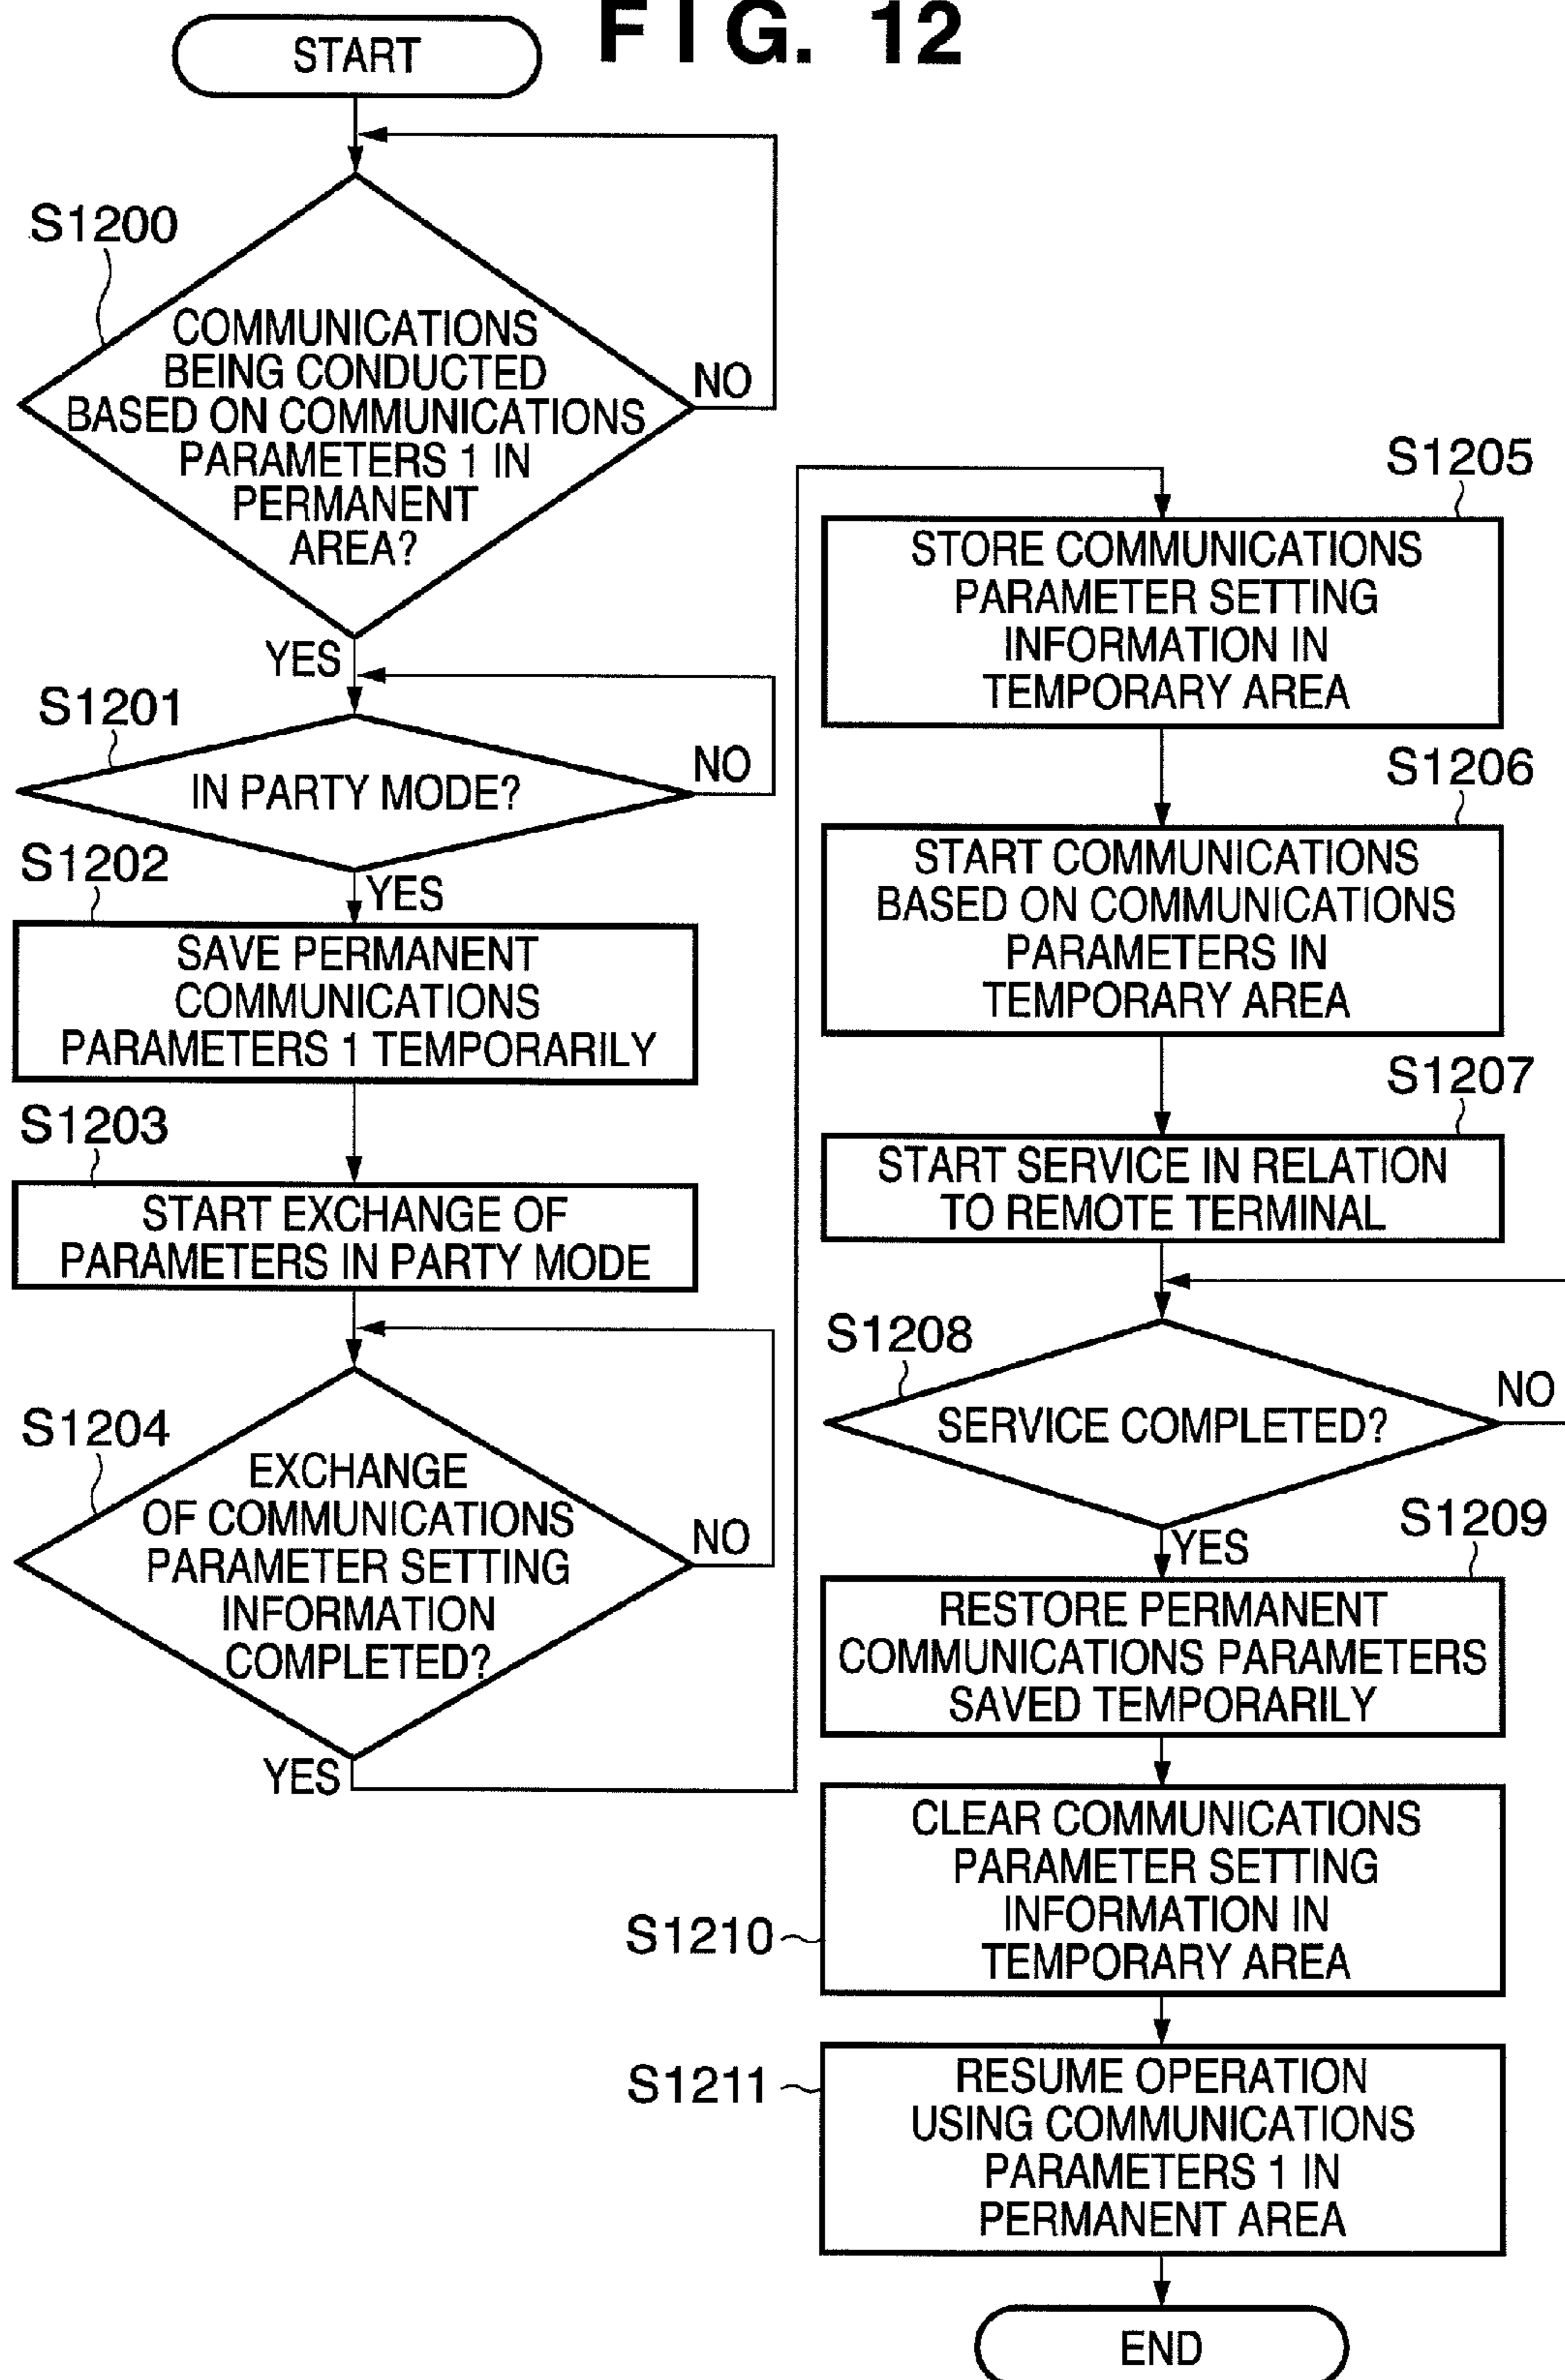 FIG. 12
START
S1200
COMMUNICATIONS
BEING CONDUCTED
BASED ON COMMUNICATIONS
PARAMETERS 1 IN
PERMANENT
AREA?
NO
YES
S1201
IN PARTY MODE?
NO
YES
S1202
SAVE PERMANENT
COMMUNICATIONS
PARAMETERS 1 TEMPORARILY
S1203
START EXCHANGE OF
PARAMETERS IN PARTY MODE
S1204
EXCHANGE
OF COMMUNICATIONS
PARAMETER SETTING
INFORMATION
COMPLETED?
NO
YES
S1205
STORE COMMUNICATIONS
PARAMETER SETTING
INFORMATION IN
TEMPORARY AREA
S1206
START COMMUNICATIONS
BASED ON COMMUNICATIONS
PARAMETERS IN
TEMPORARY AREA
S1207
START SERVICE IN RELATION
TO REMOTE TERMINAL
S1208
SERVICE COMPLETED?
NO
YES
S1209
RESTORE PERMANENT
COMMUNICATIONS PARAMETERS
SAVED TEMPORARILY
S1210
CLEAR COMMUNICATIONS
PARAMETER SETTING
INFORMATION IN
TEMPORARY AREA
S1211
RESUME OPERATION
USING COMMUNICATIONS
PARAMETERS 1 IN
PERMANENT AREA
END